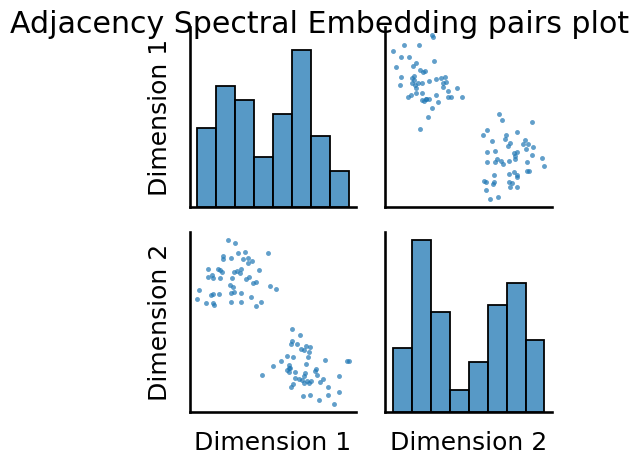 Adjacency Spectral Embedding pairs plot
Dimension 1
Dimension 2
Dimension 1
Dimension 2